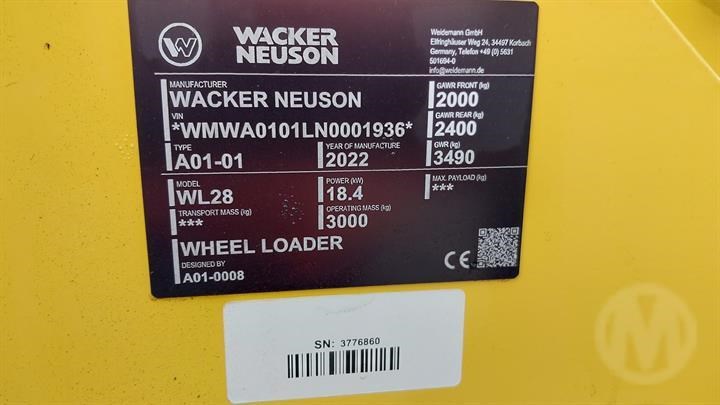 WACKER
NEUSON
Weidemann GmbH
Elfringhäuser Weg 24, 34497 Korbach
Germany, Telefon +49 (0) 5631
501694-0
info@weidemann.de
MANUFACTURER
WACKER NEUSON
VIN
*WMWA0101LN0001936*
TYPE
A01-01
YEAR OF MANUFACTURE
2022
GAWR FRONT (kg)
2000
GAWR REAR (kg)
2400
GWR (kg)
3490
MODEL
WL28
POWER (kW)
18.4
MAX. PAYLOAD (kg)
***
TRANSPORT MASS (kg)
***
OPERATING MASS (kg)
3000
WHEEL LOADER
DESIGNED BY
A01-0008
CE
SN: 3776860
M